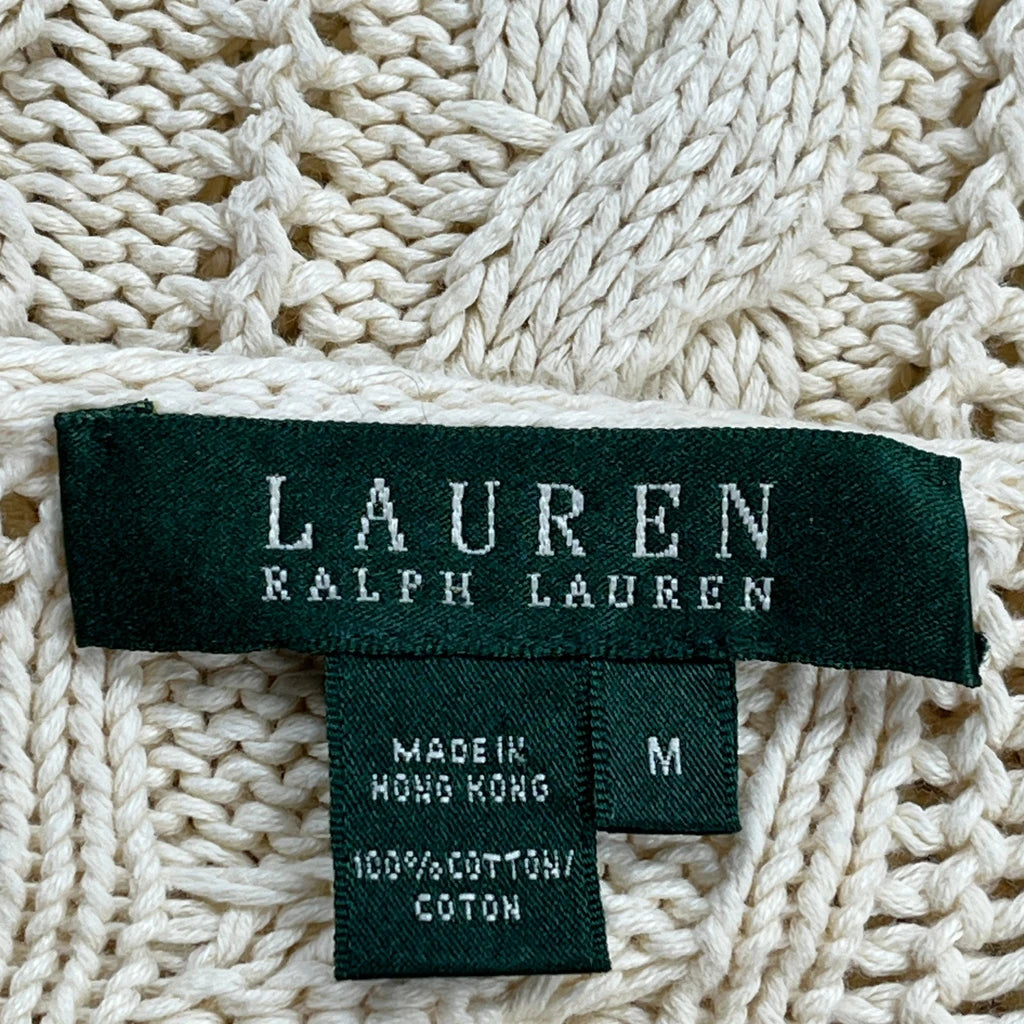 LAUREN
RALPH LAUREN
MADE IN
HONG KONG
100% COTTON/
COTON
M